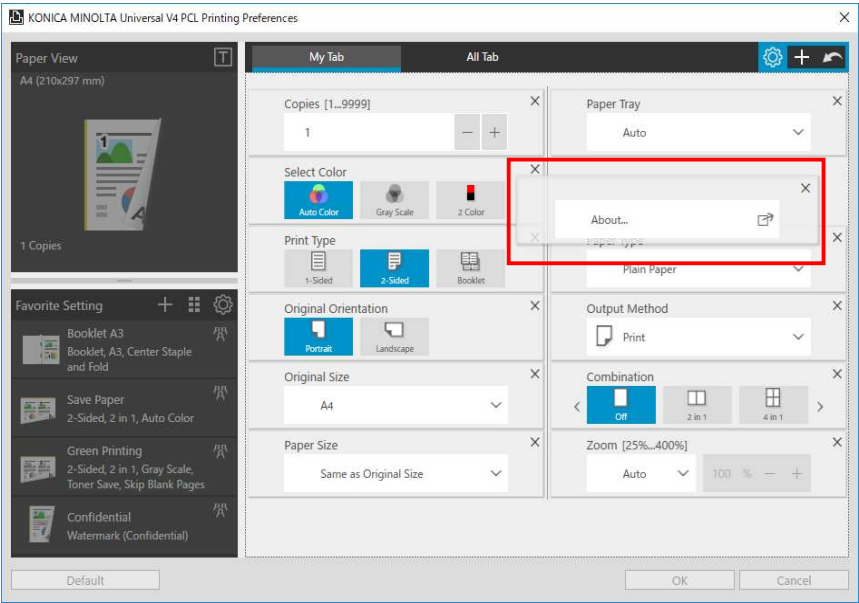 KONICA MINOLTA Universal V4 PCL Printing Preferences
Paper View
T
A4 (210x297 mm)
1
1 Copies
Favorite Setting
Booklet A3
Booklet, A3, Center Staple
and Fold
Save Paper
2-Sided, 2 in 1, Auto Color
Green Printing
2-Sided, 2 in 1, Gray Scale,
Toner Save, Skip Blank Pages
Confidential
Watermark (Confidential)
My Tab
All Tab
Copies [1...9999]
1
Select Color
Auto Color
Gray Scale
2 Color
Print Type
1-Sided
2-Sided
Booklet
Original Orientation
Portrait
Landscape
Original Size
A4
Paper Size
Same as Original Size
Paper Tray
Auto
About...
Paper Type
Plain Paper
Output Method
Print
Combination
Off
2 in 1
4 in 1
Zoom [25%...400%]
Auto
100 %
Default
OK
Cancel